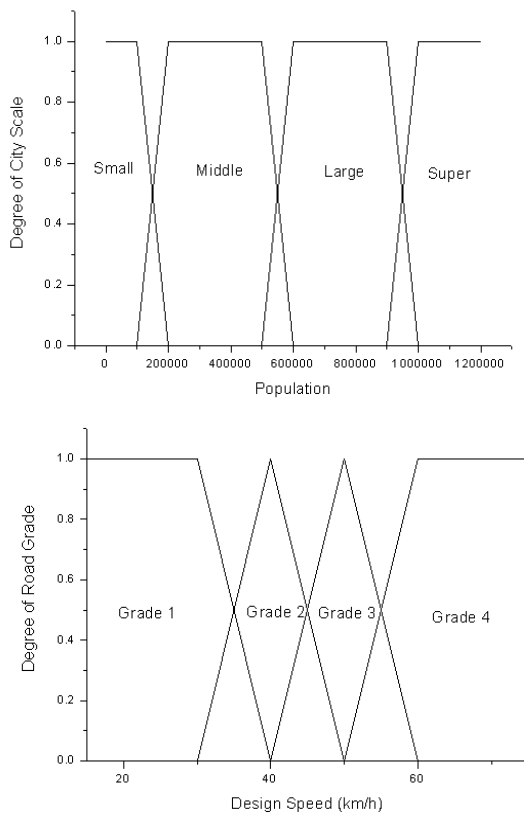 Degree of City Scale
1.0
0.8
0.6
0.4
0.2
0.0
Small
Middle
Large
Super
0 200000 400000 600000 800000 1000000 1200000
Population
Degree of Road Grade
1.0
0.8
0.6
0.4
0.2
0.0
Grade 1
Grade 2
Grade 3
Grade 4
20 40 60
Design Speed (km/h)